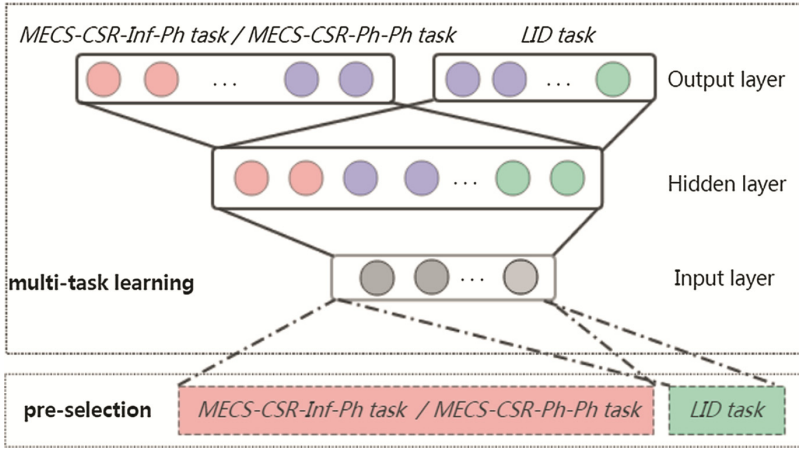 MECS-CSR-Inf-Ph task / MECS-CSR-Ph-Ph task LID task
... ... Output layer
... Hidden layer
multi-task learning ... Input layer
pre-selection MECS-CSR-Inf-Ph task / MECS-CSR-Ph-Ph task LID task